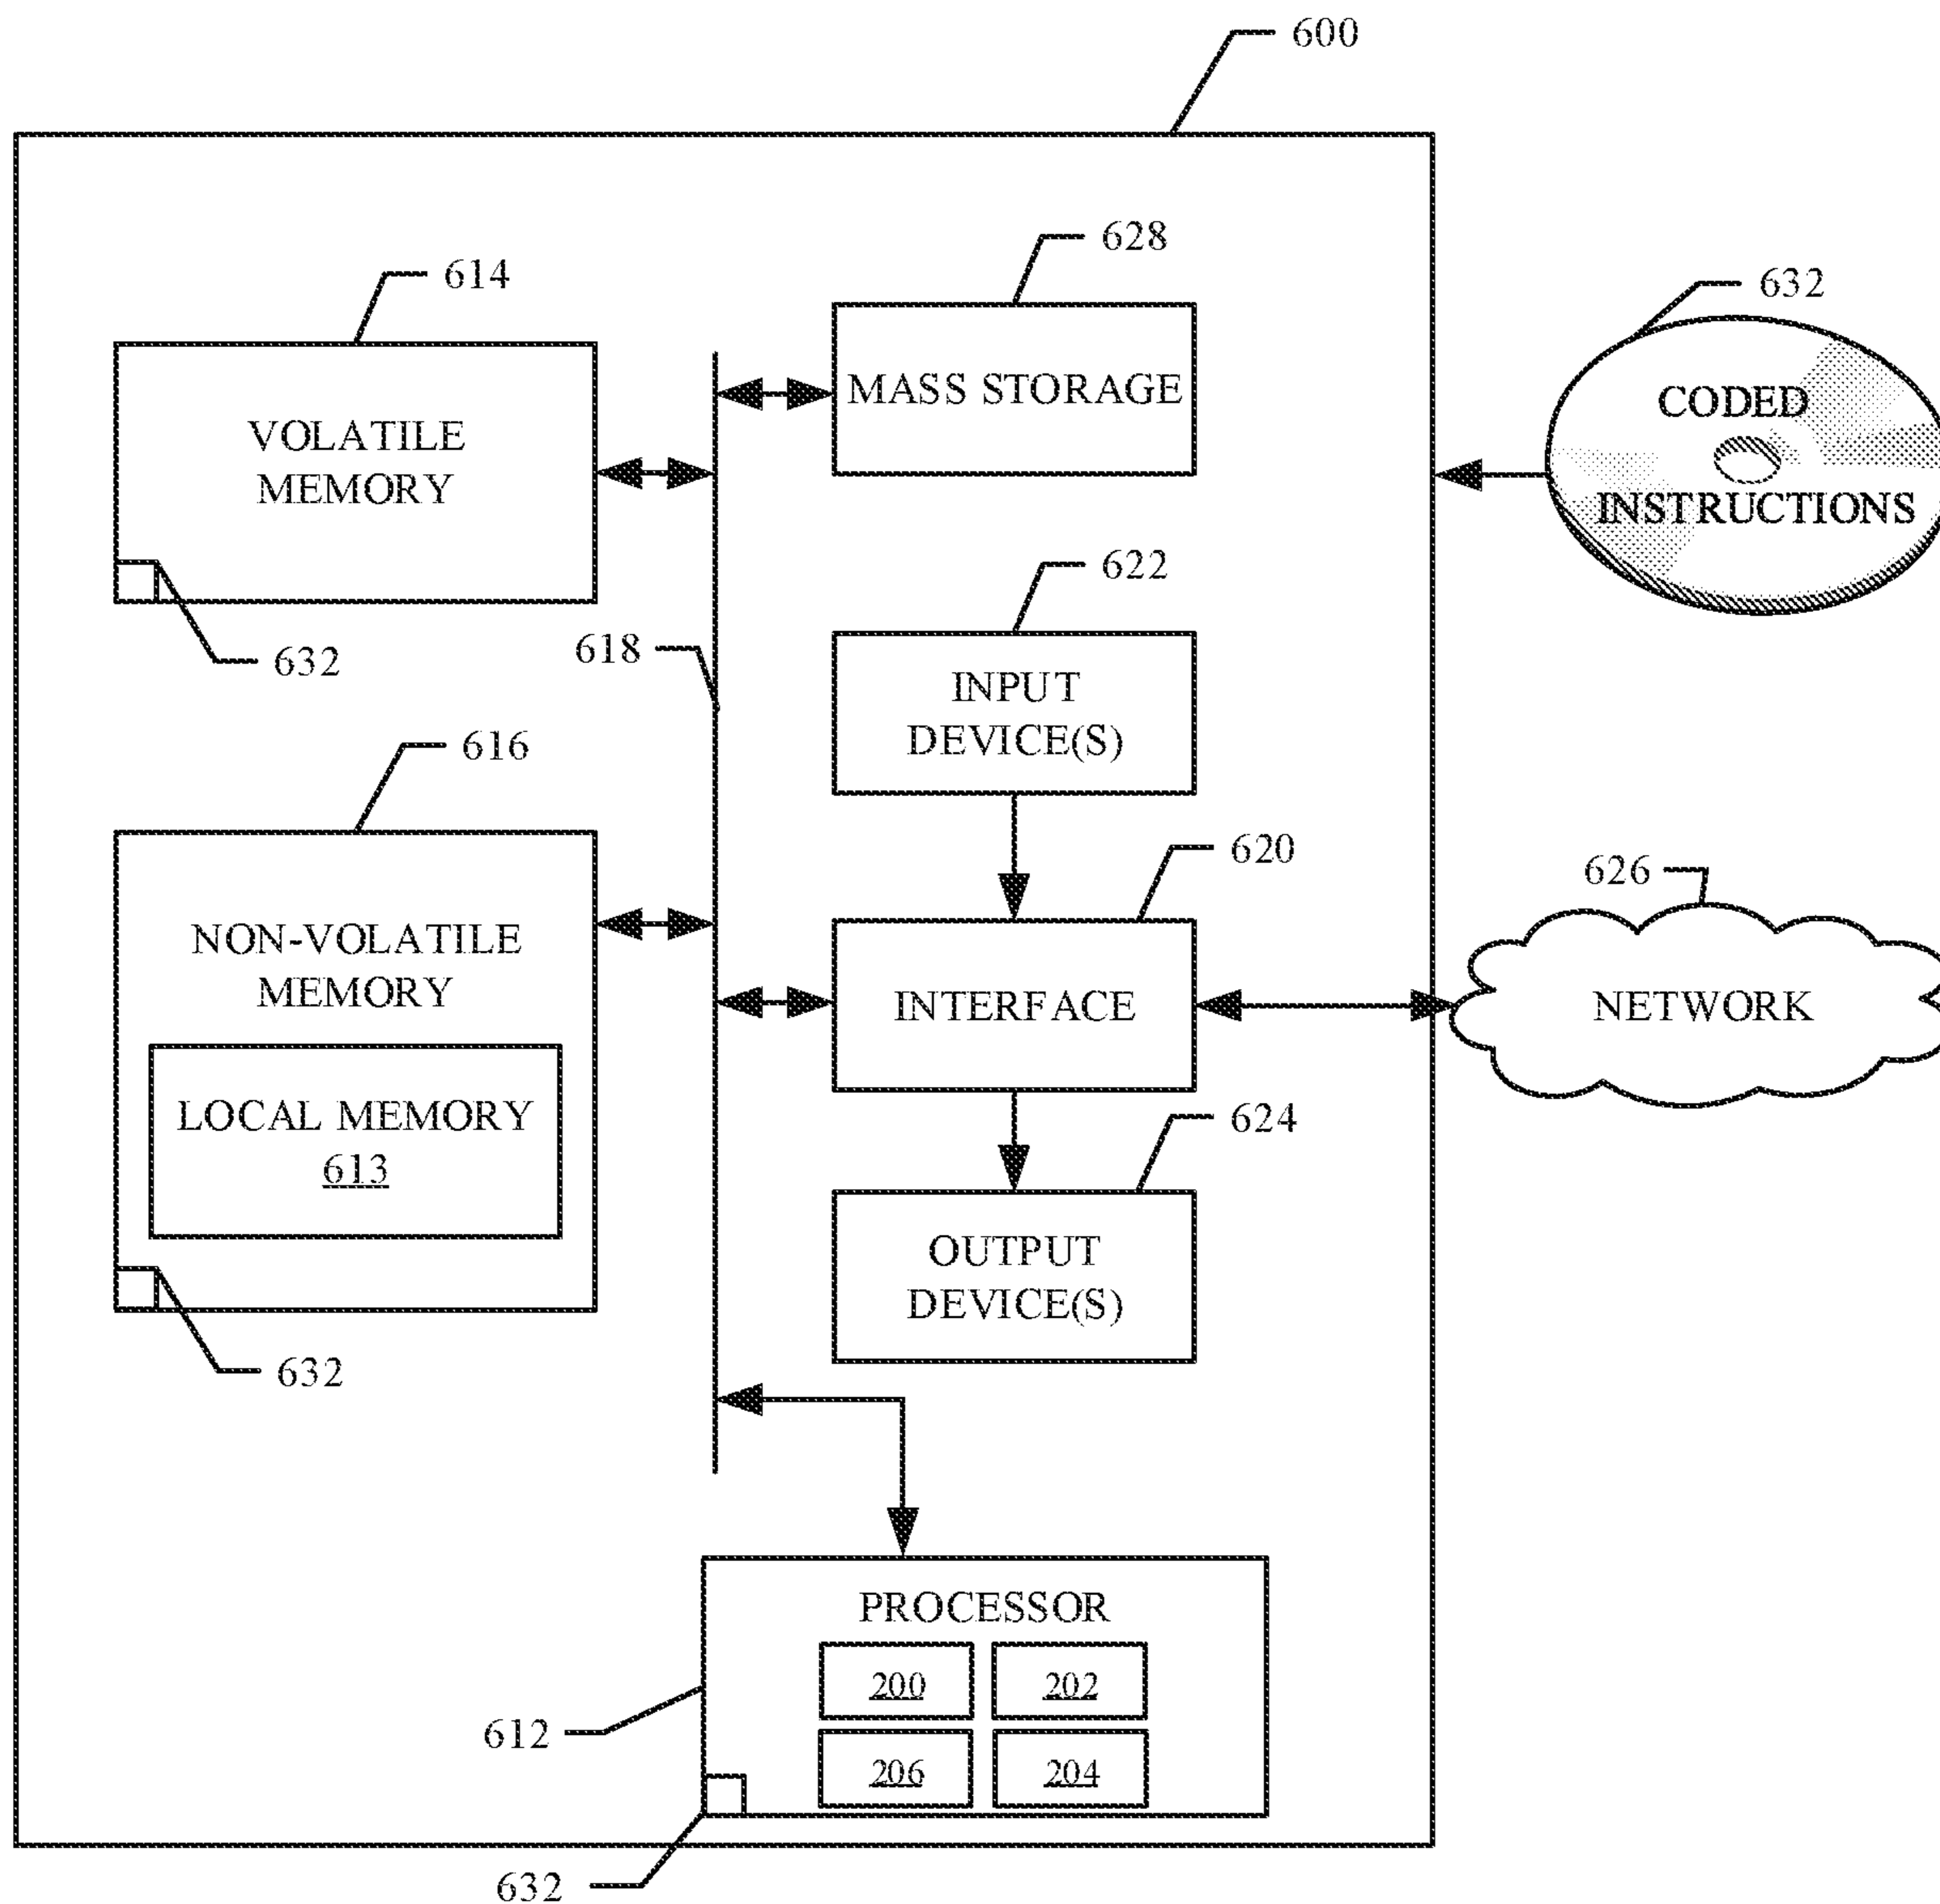 600
628
614
632
MASS STORAGE
VOLATILE
MEMORY
CODED
INSTRUCTIONS
622
632
618
INPUT
DEVICE(S)
616
620
626
NON-VOLATILE
MEMORY
INTERFACE
NETWORK
LOCAL MEMORY
613
624
OUTPUT
DEVICE(S)
632
PROCESSOR
200
202
612
206
204
632